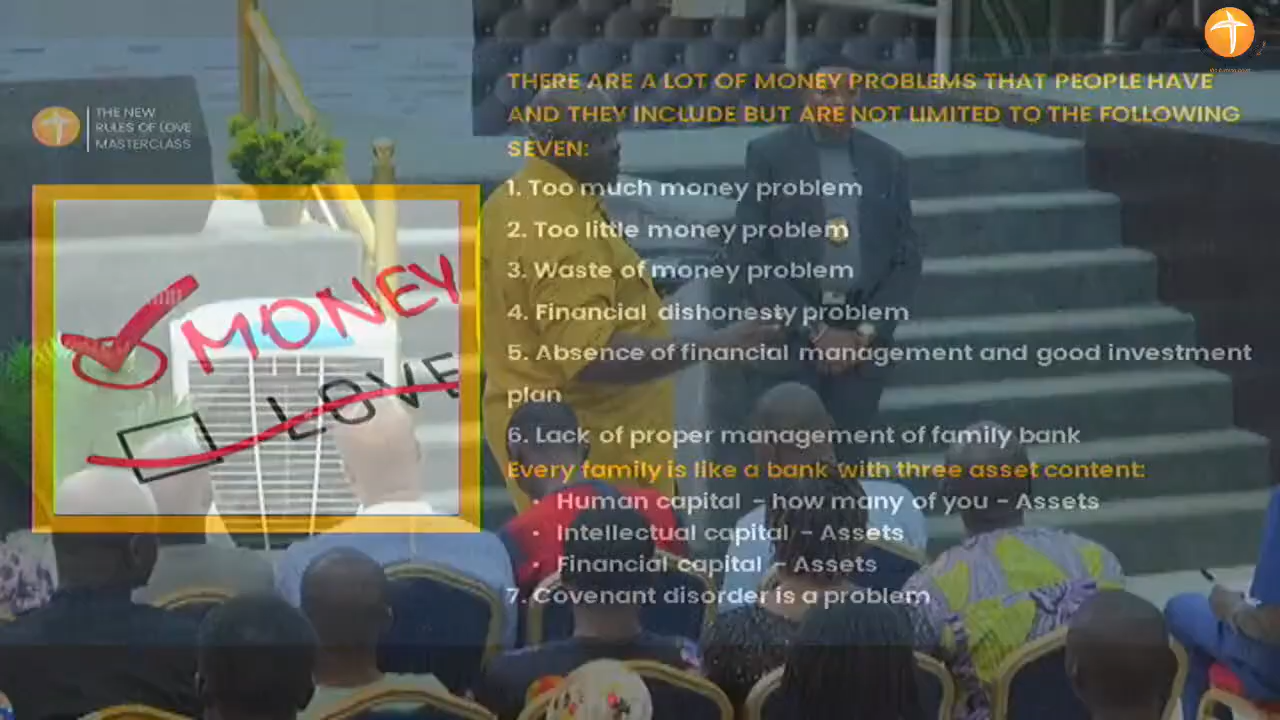 THE NEW
RULES OF LOVE
MASTERCLASS
MONEY
LOVE
THERE ARE A LOT OF MONEY PROBLEMS THAT PEOPLE HAVE
AND THEY INCLUDE BUT ARE NOT LIMITED TO THE FOLLOWING
SEVEN:
1. Too much money problem
2. Too little money problem
3. Waste of money problem
4. Financial dishonesty problem
5. Absence of financial management and good investment
plan
6. Lack of proper management of family bank
Every family is like a bank with three asset content:
• Human capital - how many of you - Assets
• Intellectual capital - Assets
• Financial capital - Assets
7. Covenant disorder is a problem